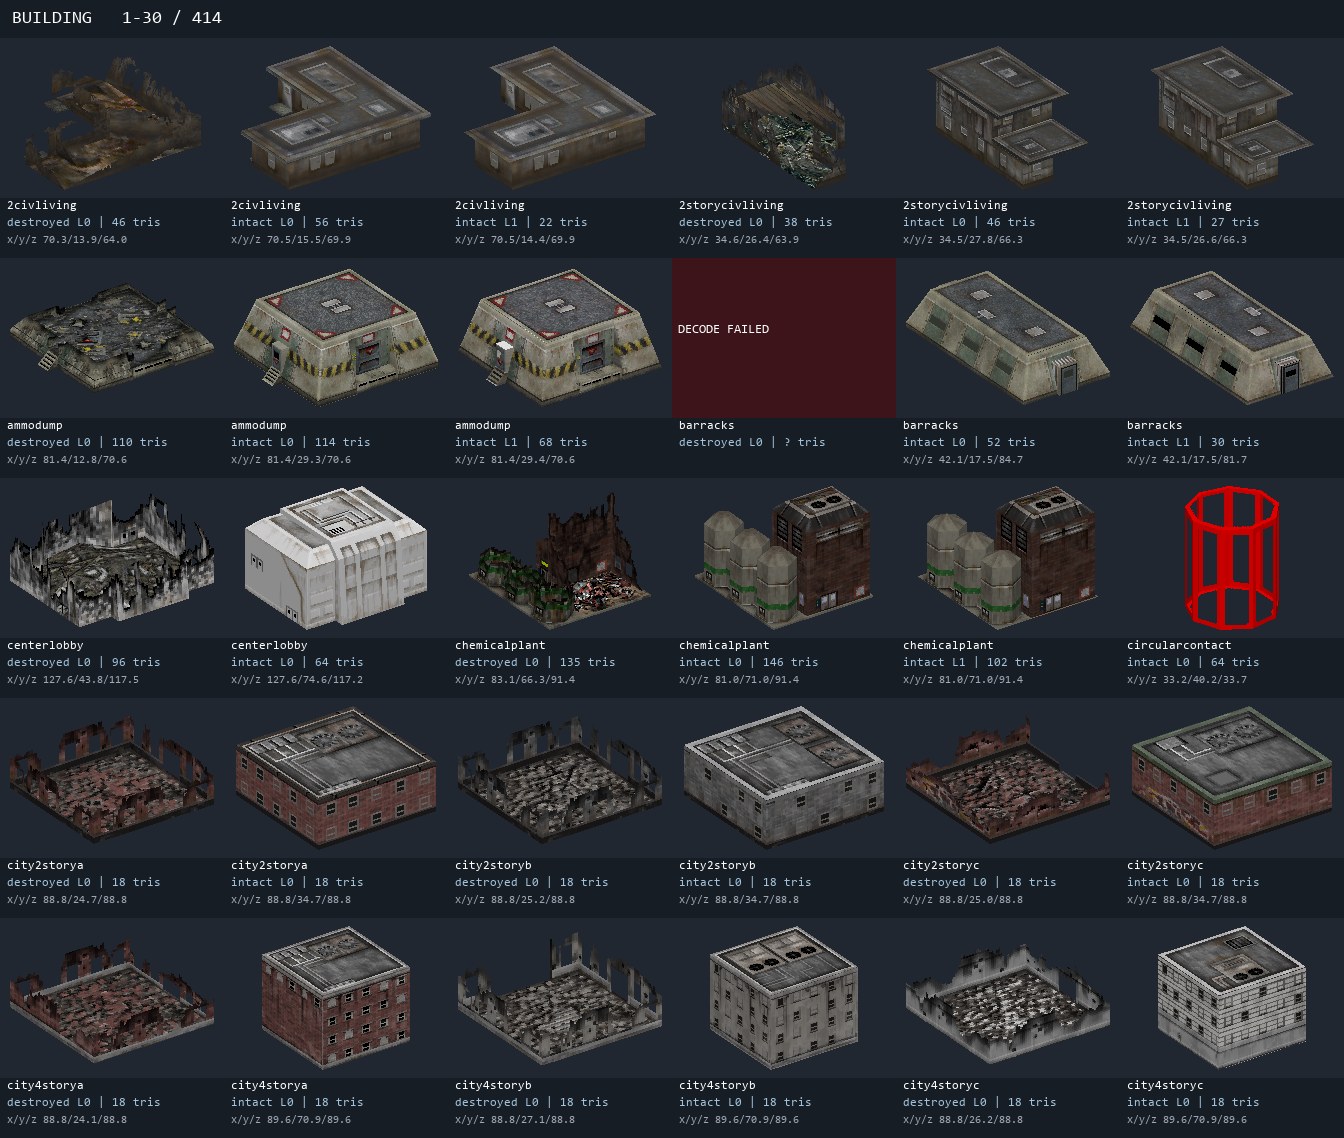 BUILDING 1-30 / 414
2civliving
destroyed L0 | 46 tris
x/y/z 70.3/13.9/64.0
2civliving
intact L0 | 56 tris
x/y/z 70.5/15.5/69.9
2civliving
intact L1 | 22 tris
x/y/z 70.5/14.4/69.9
2storycivliving
destroyed L0 | 38 tris
x/y/z 34.6/26.4/63.9
2storycivliving
intact L0 | 46 tris
x/y/z 34.5/27.8/66.3
2storycivliving
intact L1 | 27 tris
x/y/z 34.5/26.6/66.3
ammodump
destroyed L0 | 110 tris
x/y/z 81.4/12.8/70.6
ammodump
intact L0 | 114 tris
x/y/z 81.4/29.3/70.6
ammodump
intact L1 | 68 tris
x/y/z 81.4/29.4/70.6
DECODE FAILED
barracks
destroyed L0 | ? tris
barracks
intact L0 | 52 tris
x/y/z 42.1/17.5/84.7
barracks
intact L1 | 30 tris
x/y/z 42.1/17.5/81.7
centerlobby
destroyed L0 | 96 tris
x/y/z 127.6/43.8/117.5
centerlobby
intact L0 | 64 tris
x/y/z 127.6/74.6/117.2
chemicalplant
destroyed L0 | 135 tris
x/y/z 83.1/66.3/91.4
chemicalplant
intact L0 | 146 tris
x/y/z 81.0/71.0/91.4
chemicalplant
intact L1 | 102 tris
x/y/z 81.0/71.0/91.4
circularcontact
intact L0 | 64 tris
x/y/z 33.2/40.2/33.7
city2storya
destroyed L0 | 18 tris
x/y/z 88.8/24.7/88.8
city2storya
intact L0 | 18 tris
x/y/z 88.8/34.7/88.8
city2storyb
destroyed L0 | 18 tris
x/y/z 88.8/25.2/88.8
city2storyb
intact L0 | 18 tris
x/y/z 88.8/34.7/88.8
city2storyc
destroyed L0 | 18 tris
x/y/z 88.8/25.0/88.8
city2storyc
intact L0 | 18 tris
x/y/z 88.8/34.7/88.8
city4storya
destroyed L0 | 18 tris
x/y/z 88.8/24.1/88.8
city4storya
intact L0 | 18 tris
x/y/z 89.6/70.9/89.6
city4storyb
destroyed L0 | 18 tris
x/y/z 88.8/27.1/88.8
city4storyb
intact L0 | 18 tris
x/y/z 89.6/70.9/89.6
city4storyc
destroyed L0 | 18 tris
x/y/z 88.8/26.2/88.8
city4storyc
intact L0 | 18 tris
x/y/z 89.6/70.9/89.6